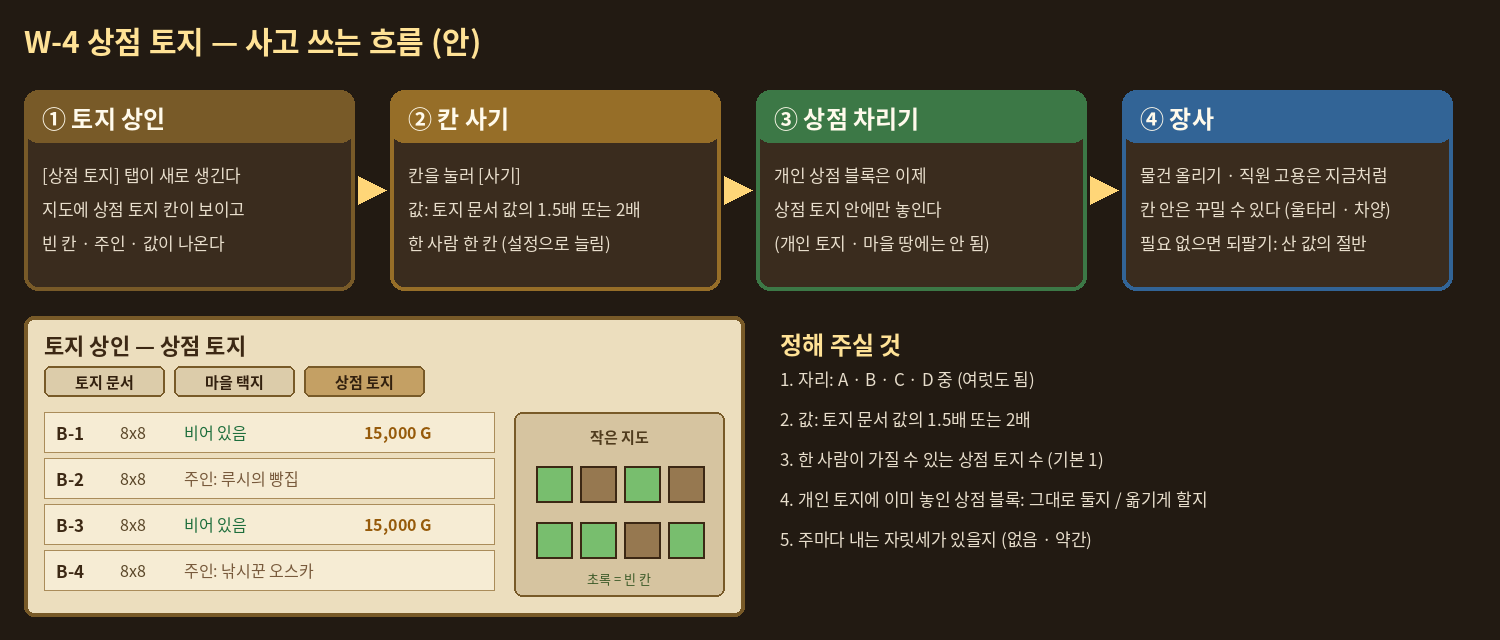 W-4 상점 토지 — 사고 쓰는 흐름 (안)
① 토지 상인
[상점 토지] 탭이 새로 생긴다
지도에 상점 토지 칸이 보이고
빈 칸 · 주인 · 값이 나온다
② 칸 사기
칸을 눌러 [사기]
값: 토지 문서 값의 1.5배 또는 2배
한 사람 한 칸 (설정으로 늘림)
③ 상점 차리기
개인 상점 블록은 이제
상점 토지 안에만 놓인다
(개인 토지 · 마을 땅에는 안 됨)
④ 장사
물건 올리기 · 직원 고용은 지금처럼
칸 안은 꾸밀 수 있다 (울타리 · 차양)
필요 없으면 되팔기: 산 값의 절반
토지 상인 — 상점 토지
토지 문서 마을 택지 상점 토지
B-1 8x8 비어 있음 15,000 G
B-2 8x8 주인: 루시의 빵집
B-3 8x8 비어 있음 15,000 G
B-4 8x8 주인: 낚시꾼 오스카
작은 지도
초록 = 빈 칸
정해 주실 것
1. 자리: A · B · C · D 중 (여럿도 됨)
2. 값: 토지 문서 값의 1.5배 또는 2배
3. 한 사람이 가질 수 있는 상점 토지 수 (기본 1)
4. 개인 토지에 이미 놓인 상점 블록: 그대로 둘지 / 옮기게 할지
5. 주마다 내는 자릿세가 있을지 (없음 · 약간)